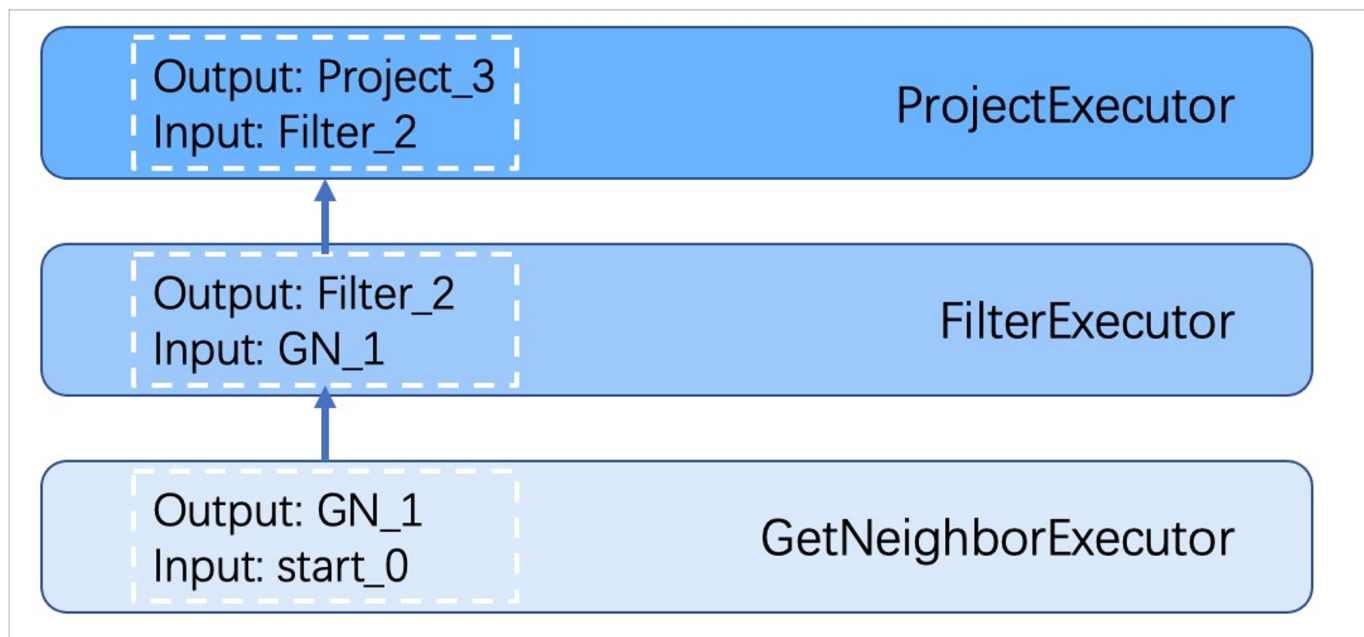 Output: Project_3
Input: Filter_2
ProjectExecutor
Output: Filter_2
Input: GN_1
FilterExecutor
Output: GN_1
Input: start_0
GetNeighborExecutor